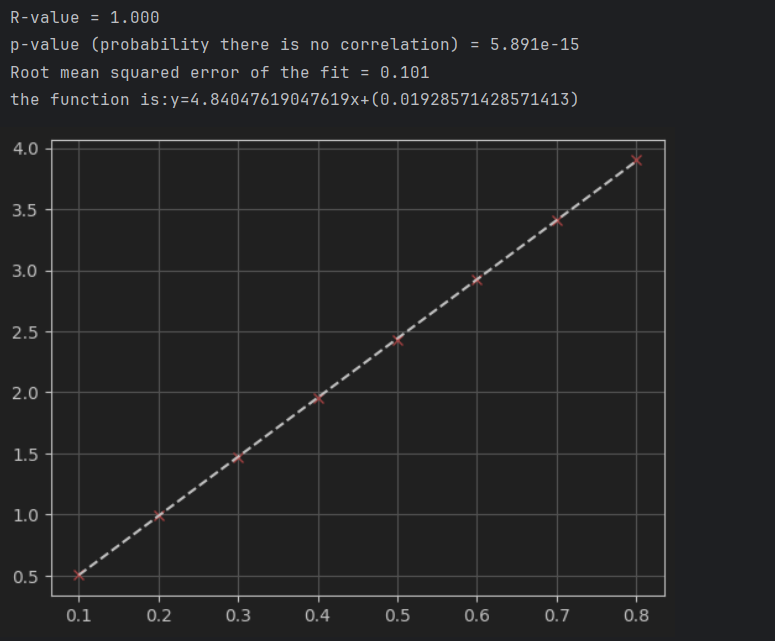 R-value = 1.000
p-value (probability there is no correlation) = 5.891e-15
Root mean squared error of the fit = 0.101
the function is:y=4.84047619047619x+(0.01928571428571413)
4.0
3.5
3.0
2.5
2.0
1.5
1.0
0.5
0.1 0.2 0.3 0.4 0.5 0.6 0.7 0.8